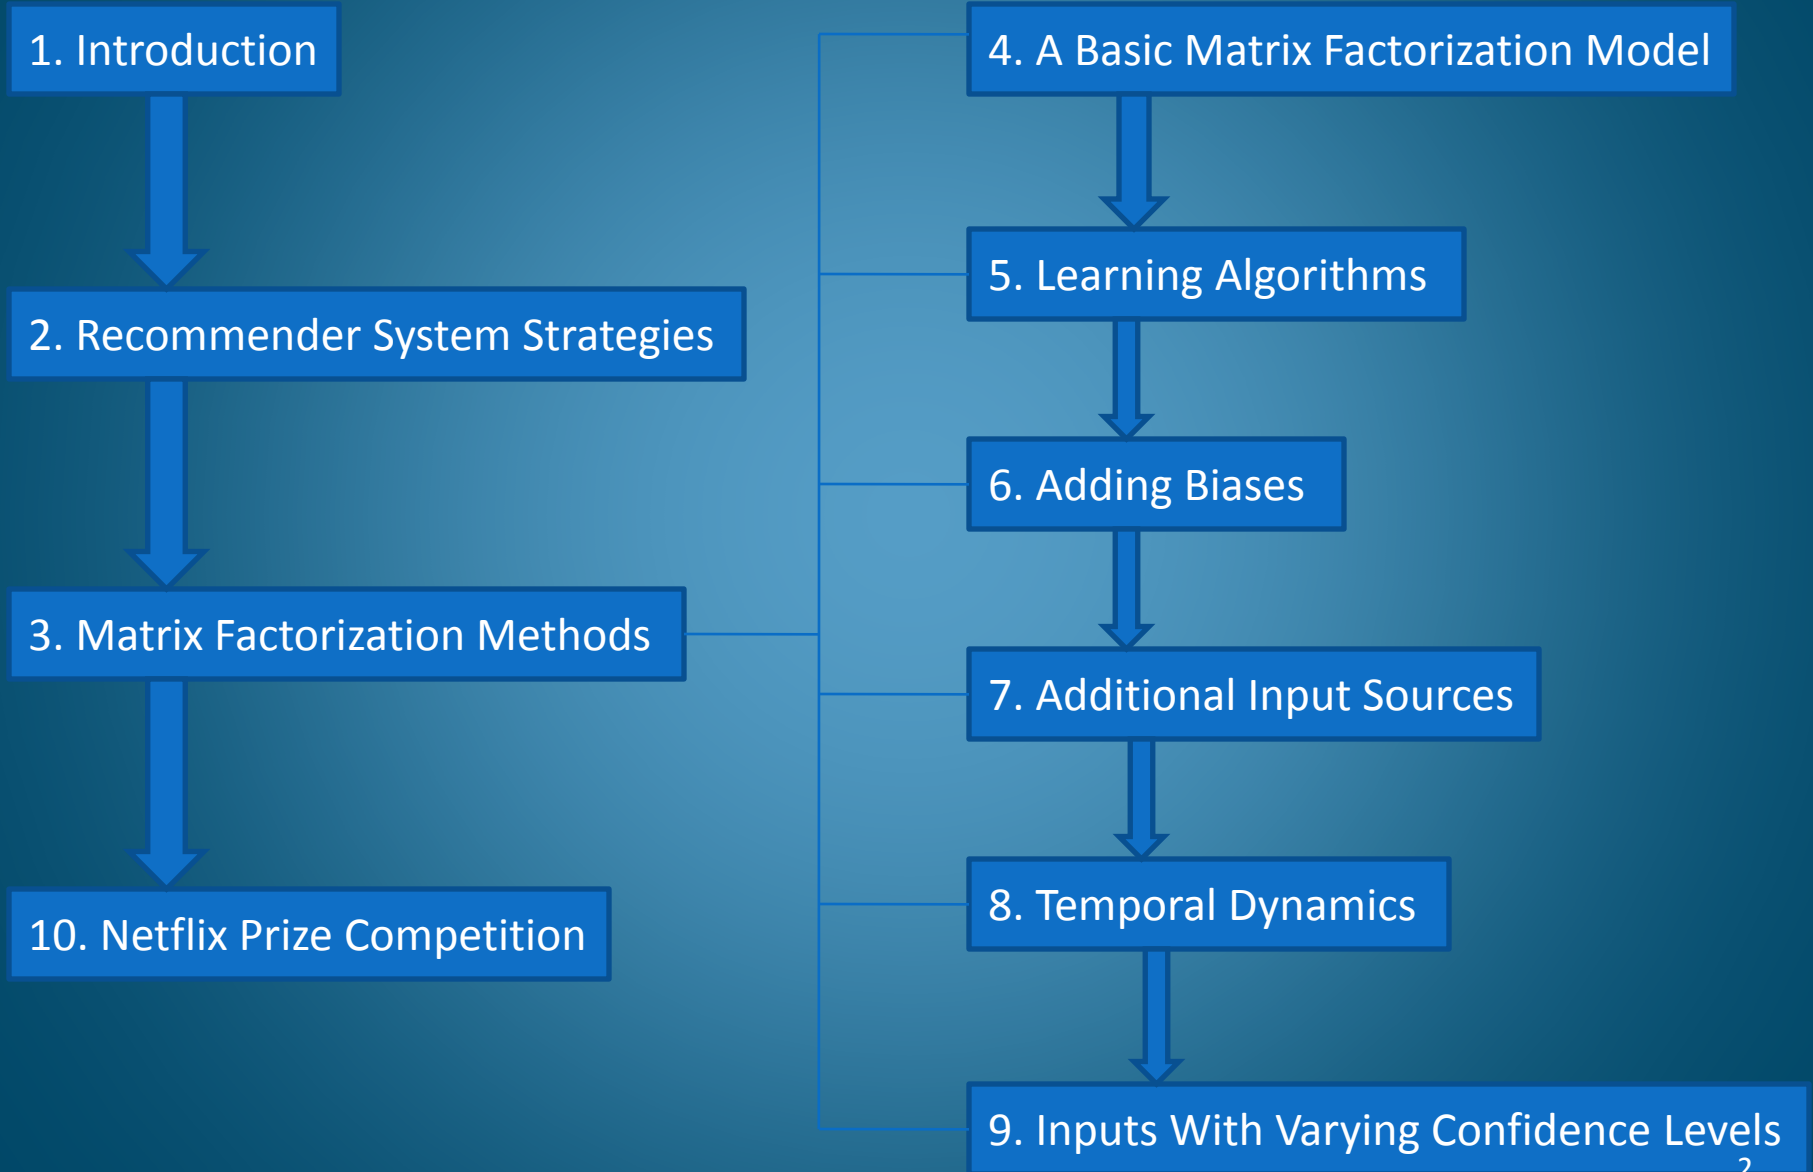 1. Introduction
2. Recommender System Strategies
3. Matrix Factorization Methods
10. Netflix Prize Competition
4. A Basic Matrix Factorization Model
5. Learning Algorithms
6. Adding Biases
7. Additional Input Sources
8. Temporal Dynamics
9. Inputs With Varying Confidence Levels
2